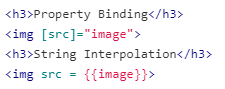 <h3>Property Binding</h3>
<img [src]="image">
<h3>String Interpolation</h3>
<img src = {{image}}>